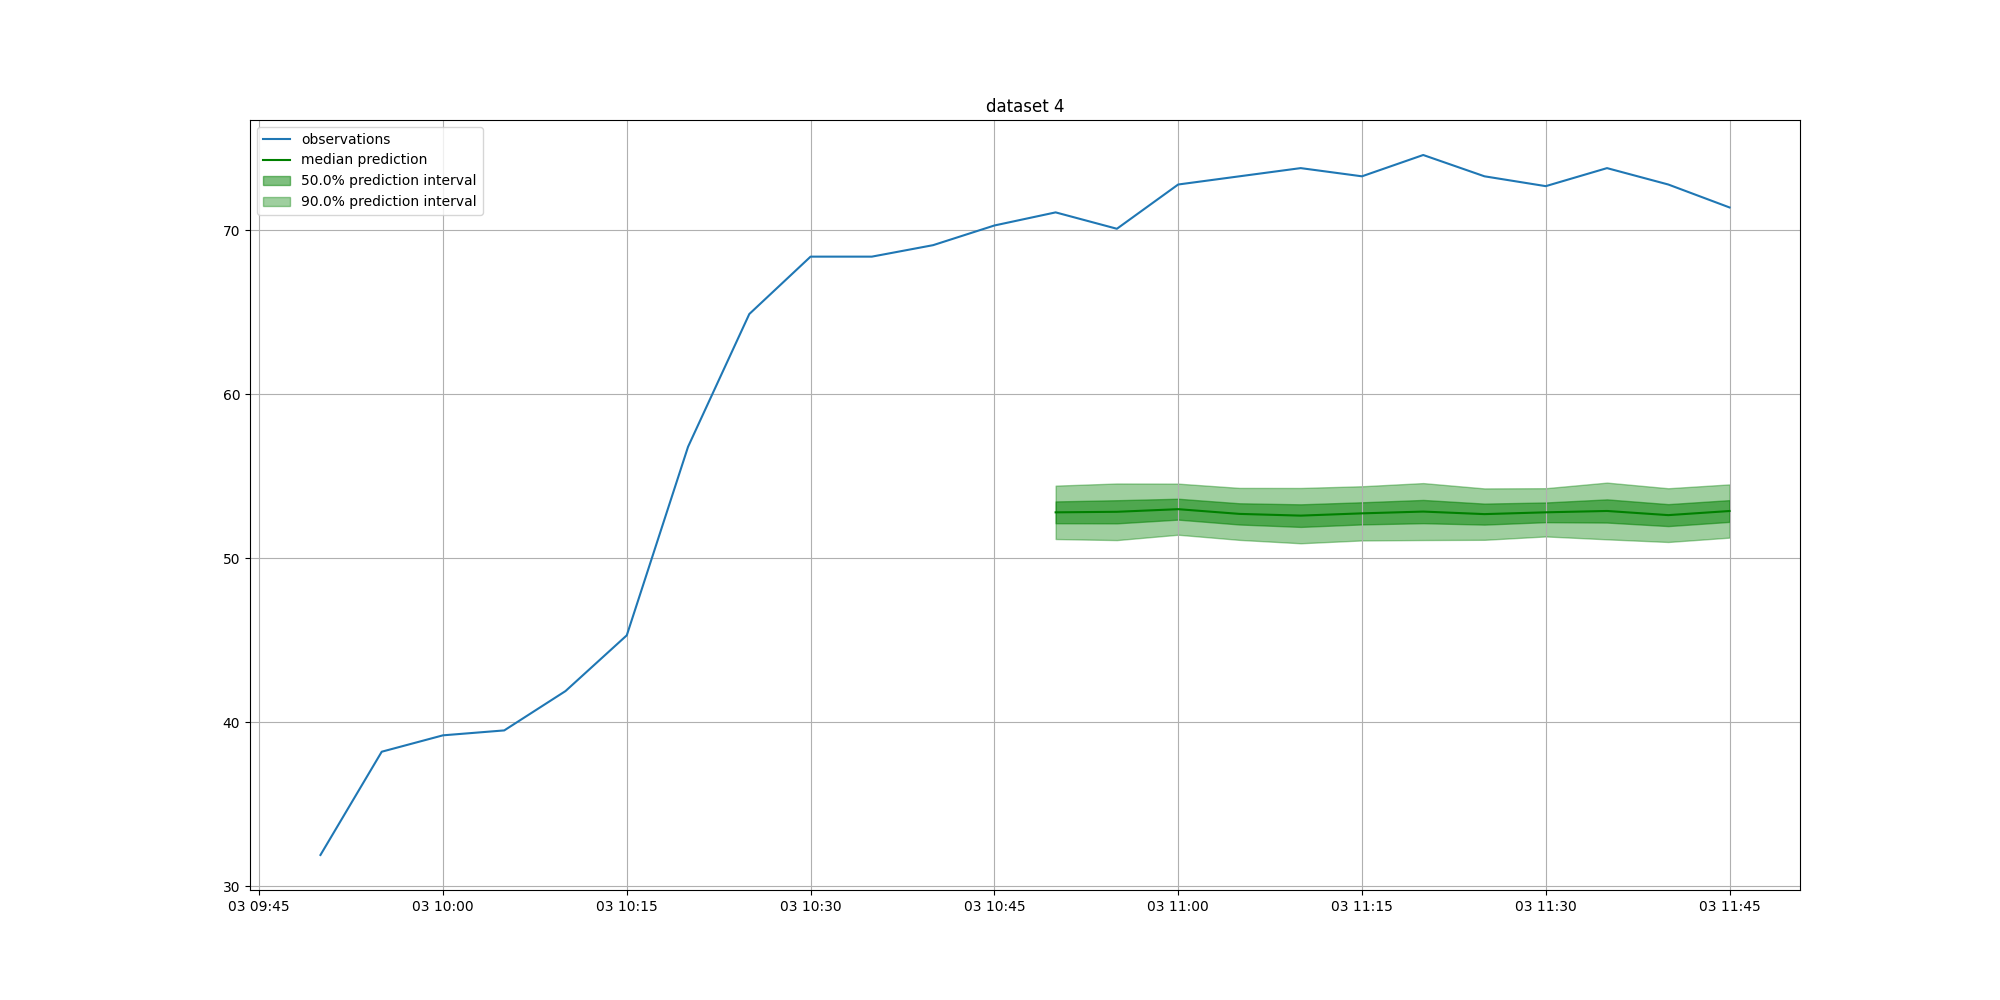 dataset 4
observations
median prediction
50.0% prediction interval
90.0% prediction interval
70
60
50
40
30
03 09:45 03 10:00 03 10:15 03 10:30 03 10:45 03 11:00 03 11:15 03 11:30 03 11:45